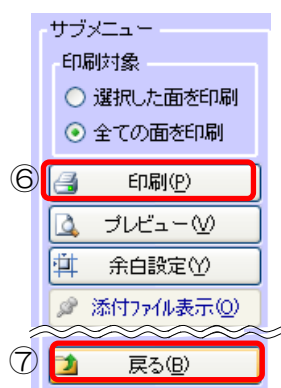 サブメニュー
印刷対象
選択した面を印刷
全ての面を印刷
⑥ 印刷(P)
プレビュー(V)
余白設定(Y)
添付ファイル表示(O)
⑦ 戻る(B)